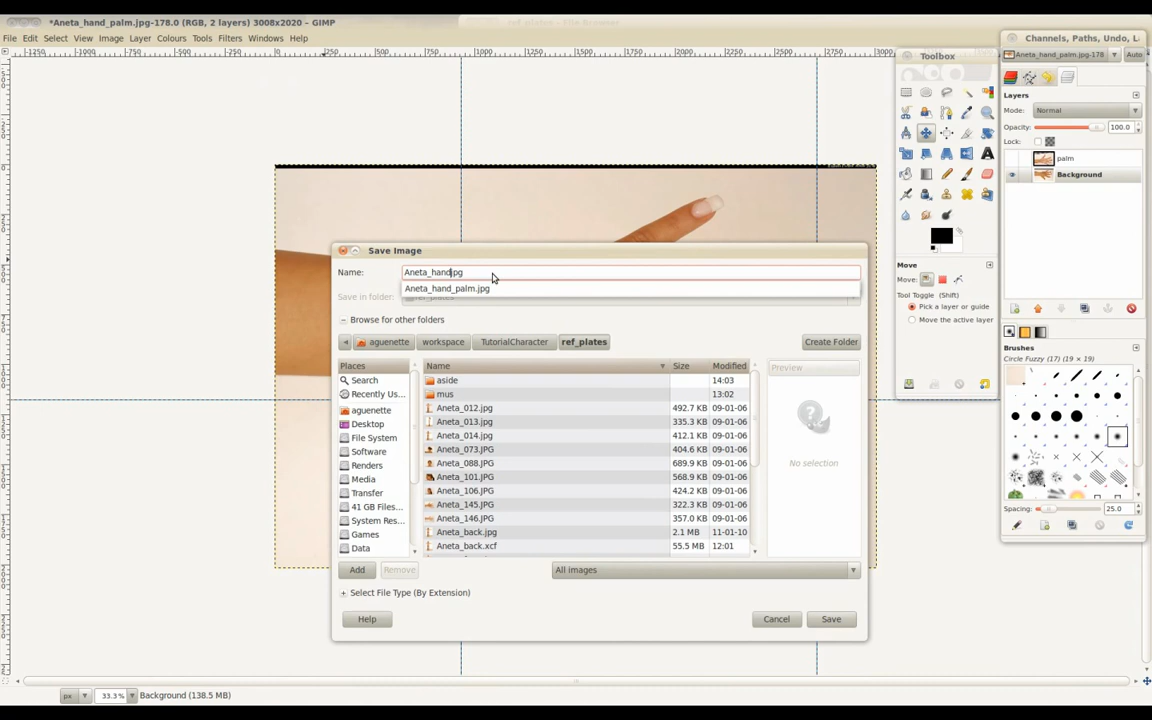 *Aneta_hand_palm.jpg-178.0 (RGB, 2 layers) 3008x2020 – GIMP
File Edit Select View Image Layer Colours Tools Filters Windows Help
Toolbox
Channels, Paths, Undo, L
Aneta_hand_palm.jpg-178
Auto
Layers
Mode: Normal
Opacity: 100.0
Lock:
palm
Background
Save Image
Name: Aneta_handjpg
Aneta_hand_palm.jpg
Save in folder: ref_plates
Browse for other folders
aguenette workspace TutorialCharacter ref_plates Create Folder
Places Name Size Modified Preview
Search aside 14:03
Recently Us... mus 13:02
aguenette Aneta_012.jpg 492.7 KB 09-01-06
Desktop Aneta_013.jpg 335.3 KB 09-01-06
File System Aneta_014.jpg 412.1 KB 09-01-06
Software Aneta_073.JPG 404.6 KB 09-01-06
Renders Aneta_088.JPG 689.9 KB 09-01-06
No selection
Media Aneta_101.JPG 568.9 KB 09-01-06
Transfer Aneta_106.JPG 424.2 KB 09-01-06
41 GB Files... Aneta_145.JPG 322.3 KB 09-01-06
System Res... Aneta_146.JPG 357.0 KB 09-01-06
Games Aneta_back.jpg 2.1 MB 11-01-10
Data Aneta_back.xcf 55.5 MB 12:01
Add Remove All images
Select File Type (By Extension)
Help Cancel Save
Move
Tool Toggle (Shift)
Pick a layer or guide
Move the active layer
Brushes
Circle Fuzzy (17) (19 × 19)
Spacing: 25.0
px 33.3% Background (138.5 MB)